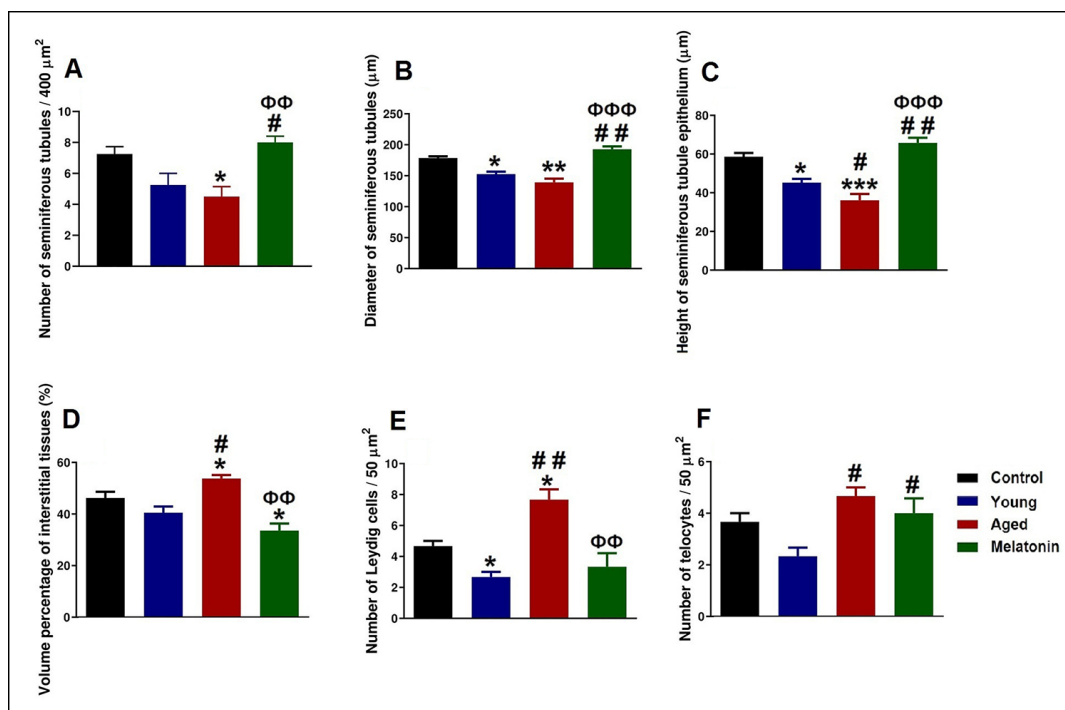 A
Number of seminiferous tubules / 400 μm²
10
8
6
4
2
0
*
ΦΦ
#
B
Diameter of seminiferous tubules (μm)
250
200
150
100
50
0
250
*
**
ΦΦΦ
# #
C
Height of seminiferous tubule epithelium (μm)
80
60
40
20
0
*
#
***
ΦΦΦ
# #
D
Volume percentage of interstitial tissues (%)
60
40
20
0
#
*
ΦΦ
*
E
Number of Leydig cells / 50 μm²
10
8
6
4
2
0
*
# #
*
ΦΦ
F
Number of telocytes / 50 μm²
6
4
2
0
#
#
Control
Young
Aged
Melatonin